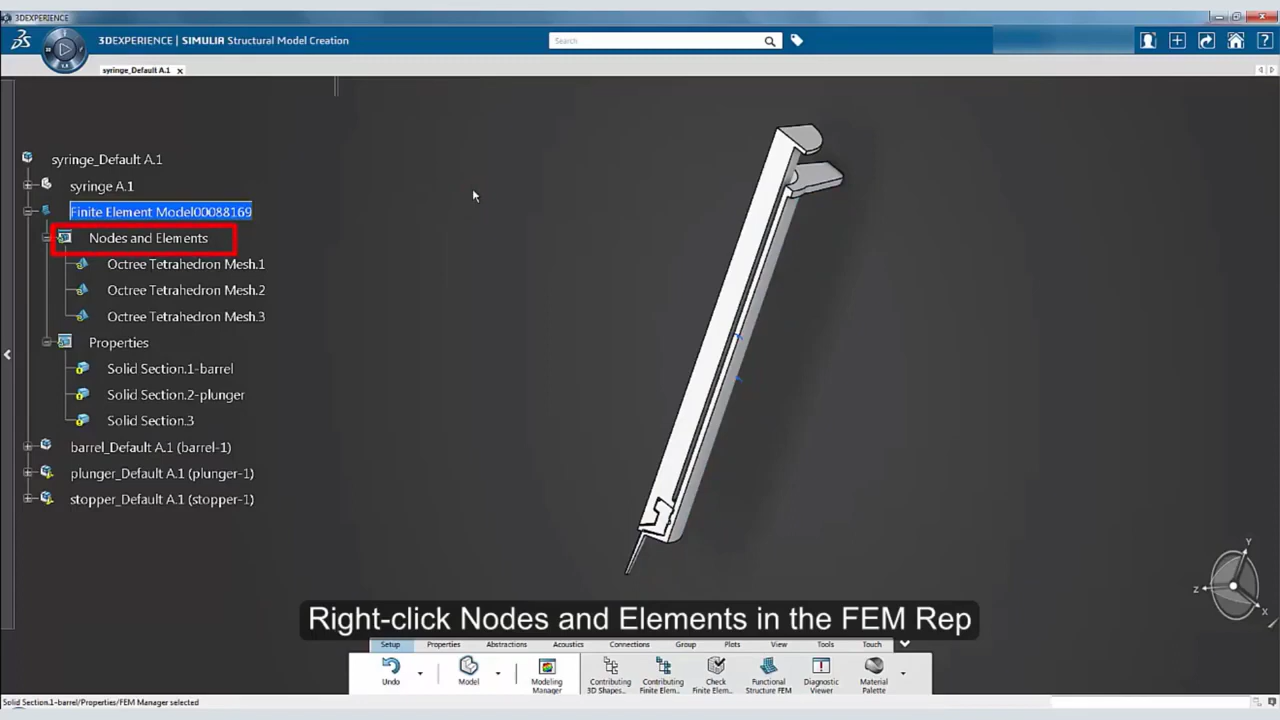 3DEXPERIENCE
3DEXPERIENCE | SIMULIA Structural Model Creation
Search
syringe_Default A.1
syringe_Default A.1
syringe A.1
Finite Element Model00088169
Nodes and Elements
Octree Tetrahedron Mesh.1
Octree Tetrahedron Mesh.2
Octree Tetrahedron Mesh.3
Properties
Solid Section.1-barrel
Solid Section.2-plunger
Solid Section.3
barrel_Default A.1 (barrel-1)
plunger_Default A.1 (plunger-1)
stopper_Default A.1 (stopper-1)
Y
Z
X
Right-click Nodes and Elements in the FEM Rep
Setup Properties Abstractions Acoustics Connections Group Plots View Tools Touch
Undo
Model
Modeling Manager
Contributing 3D Shapes...
Contributing Finite Elem...
Check Finite Elem...
Functional Structure FEM
Diagnostic Viewer
Material Palette
Solid Section.1-barrel/Properties/FEM Manager selected